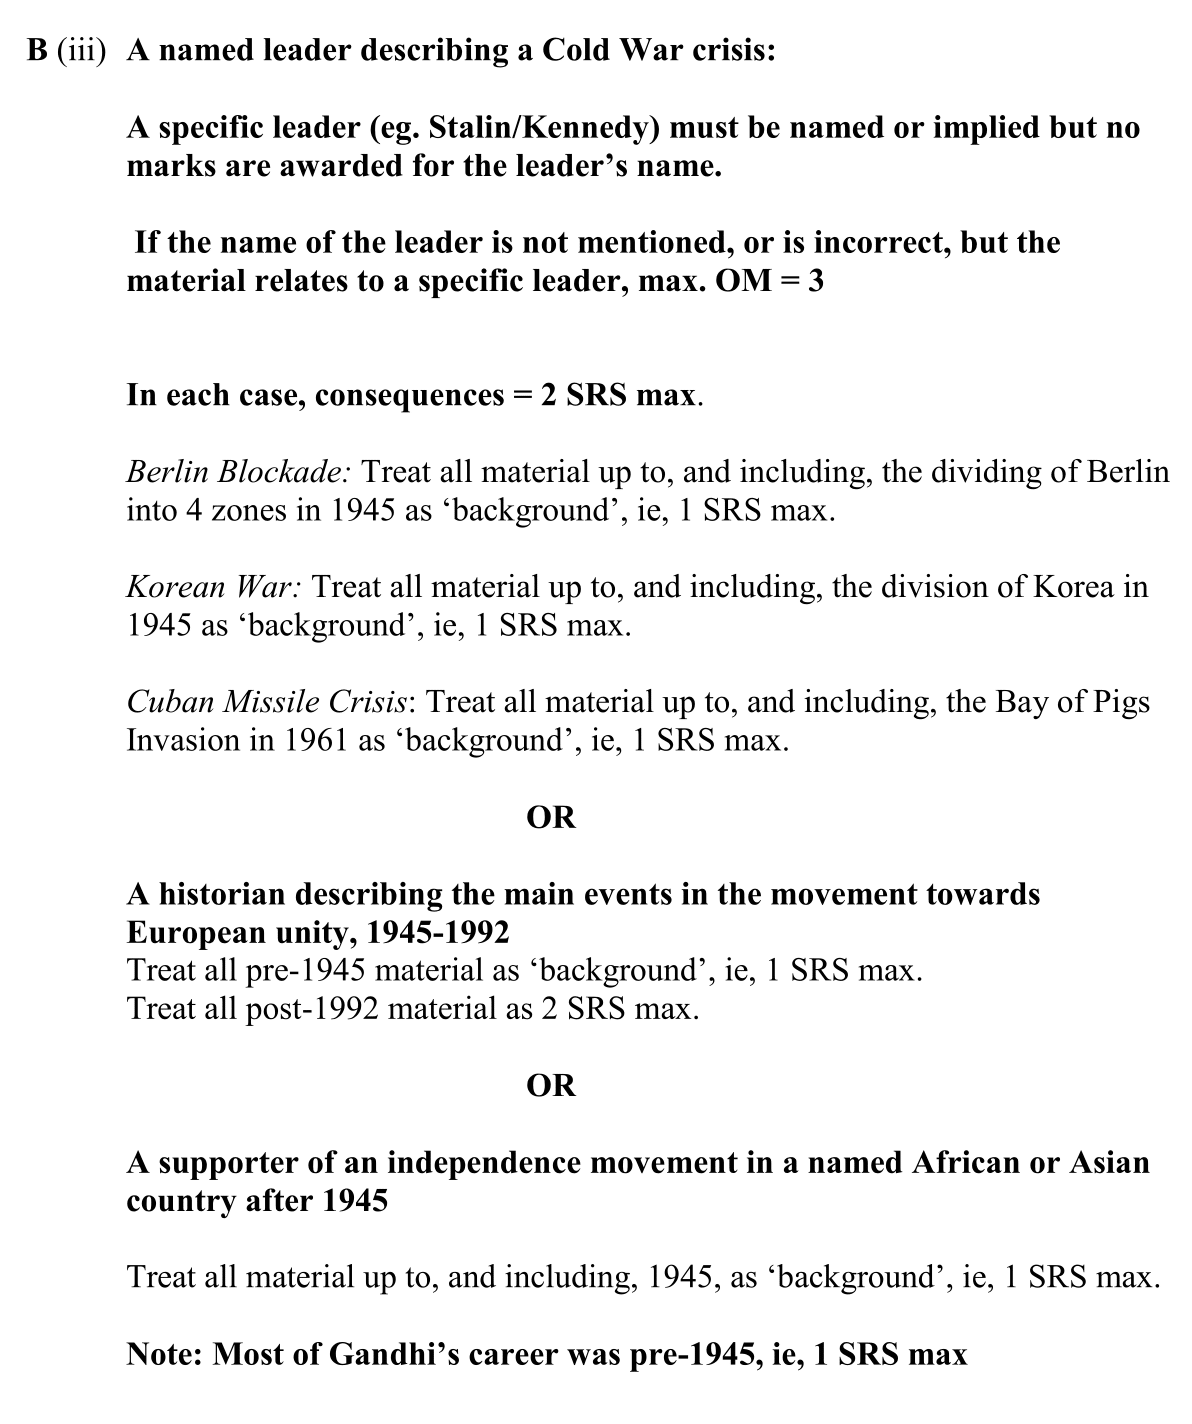 B (iii) A named leader describing a Cold War crisis:
A specific leader (eg. Stalin/Kennedy) must be named or implied but no
marks are awarded for the leader’s name.
If the name of the leader is not mentioned, or is incorrect, but the
material relates to a specific leader, max. OM = 3
In each case, consequences = 2 SRS max.
Berlin Blockade: Treat all material up to, and including, the dividing of Berlin
into 4 zones in 1945 as ‘background’, ie, 1 SRS max.
Korean War: Treat all material up to, and including, the division of Korea in
1945 as ‘background’, ie, 1 SRS max.
Cuban Missile Crisis: Treat all material up to, and including, the Bay of Pigs
Invasion in 1961 as ‘background’, ie, 1 SRS max.
OR
A historian describing the main events in the movement towards
European unity, 1945-1992
Treat all pre-1945 material as ‘background’, ie, 1 SRS max.
Treat all post-1992 material as 2 SRS max.
OR
A supporter of an independence movement in a named African or Asian
country after 1945
Treat all material up to, and including, 1945, as ‘background’, ie, 1 SRS max.
Note: Most of Gandhi’s career was pre-1945, ie, 1 SRS max